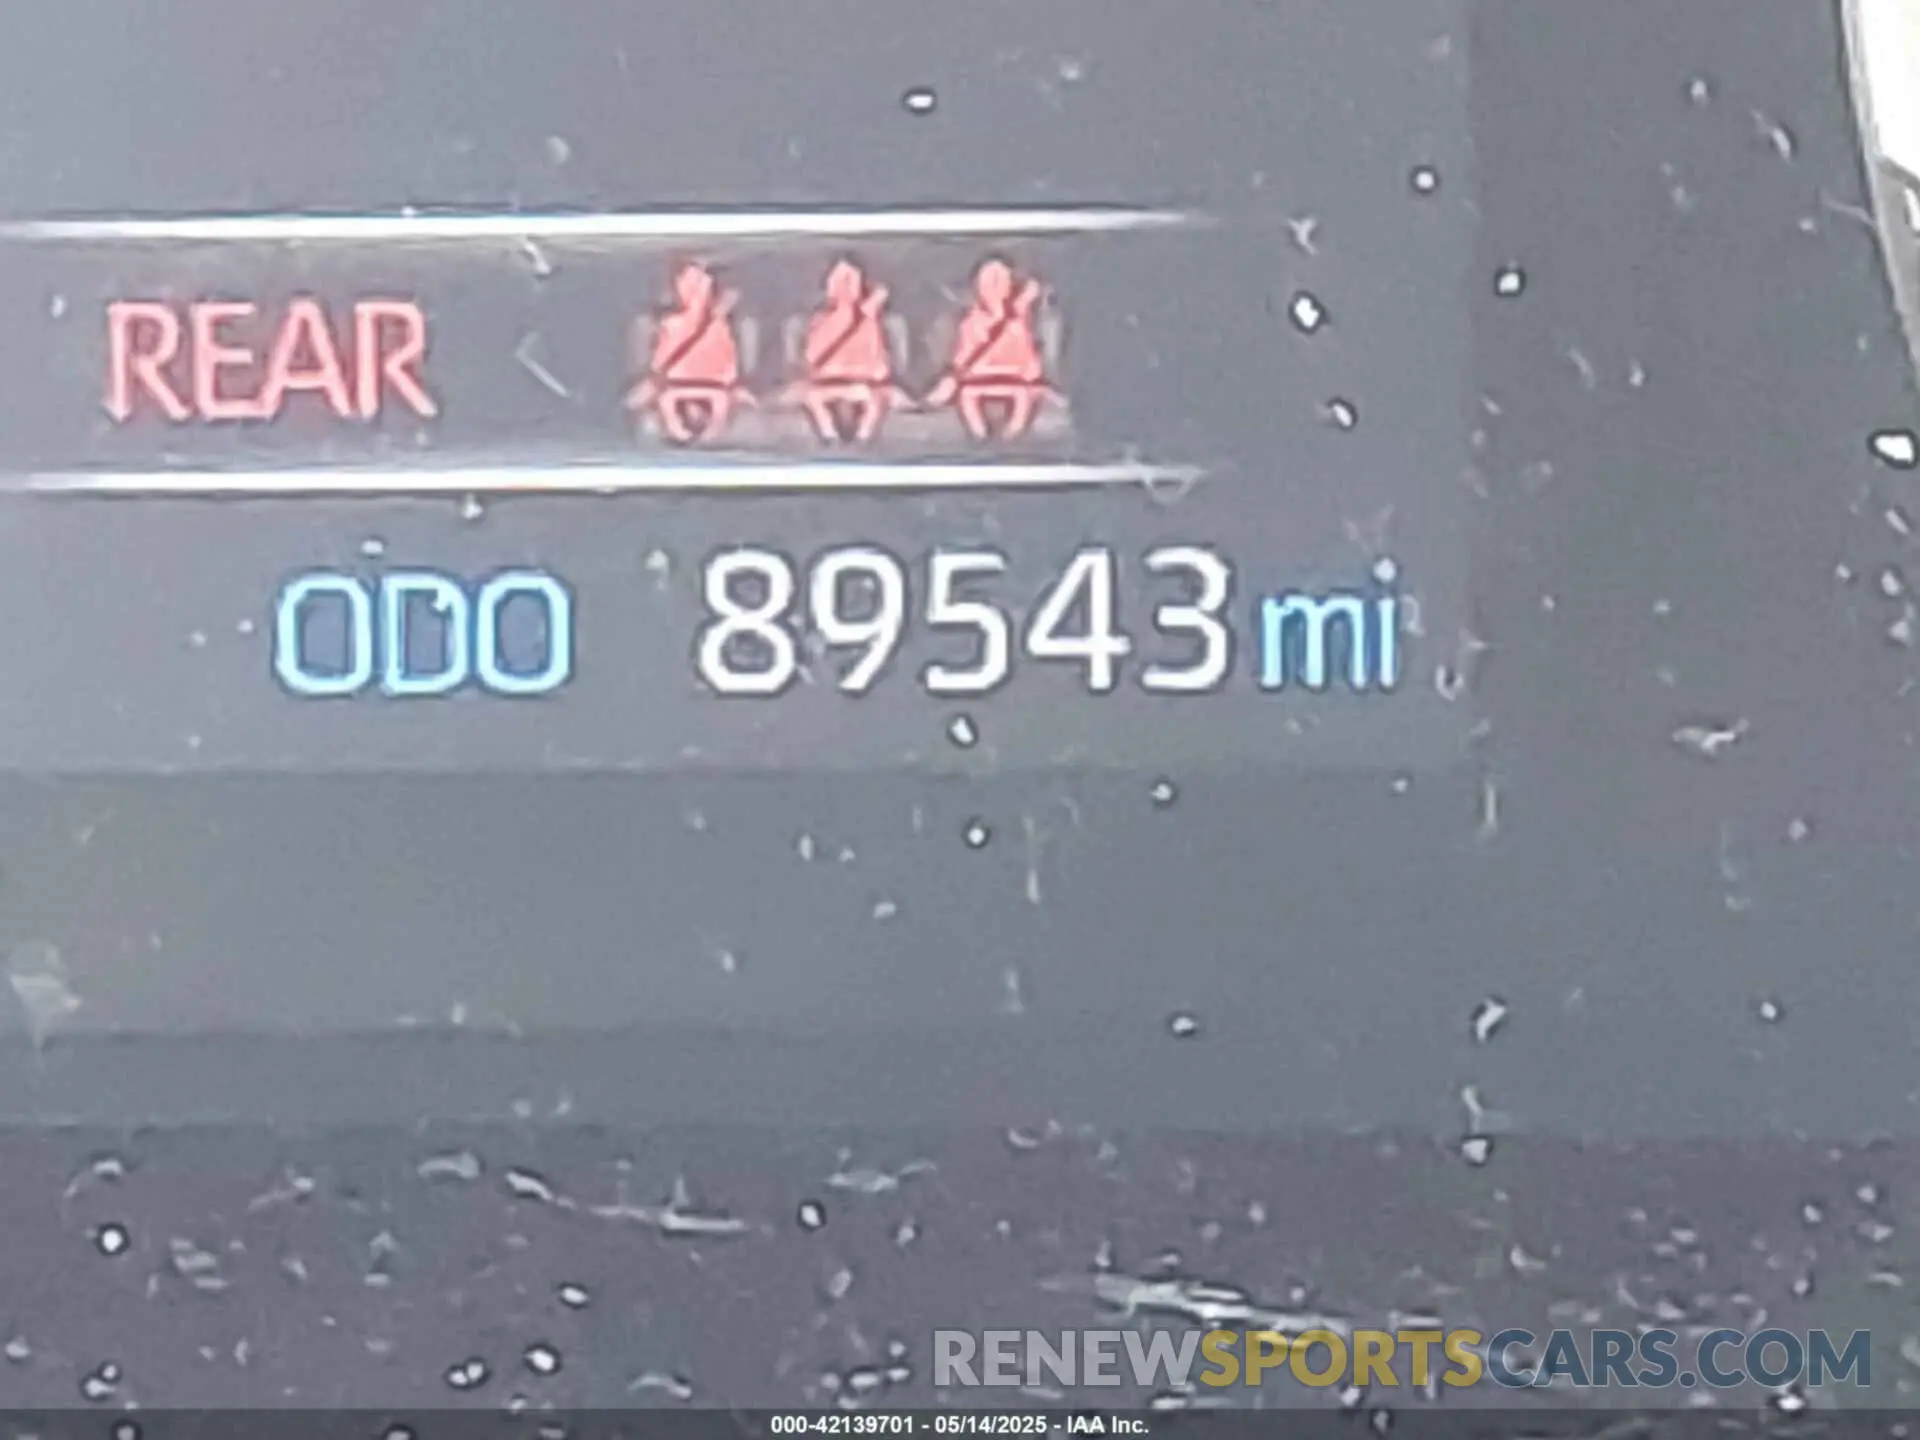 REAR
ODO 89543 mi
RENEWSPORTSCARS.COM
000-42139701 - 05/14/2025 - IAA Inc.